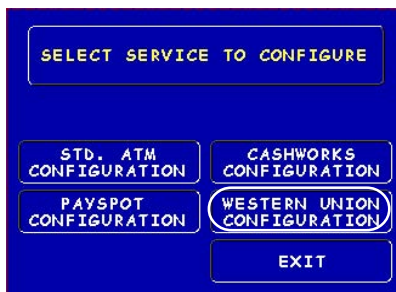 SELECT SERVICE TO CONFIGURE
STD. ATM
CONFIGURATION
CASHWORKS
CONFIGURATION
PAYSPOT
CONFIGURATION
WESTERN UNION
CONFIGURATION
EXIT